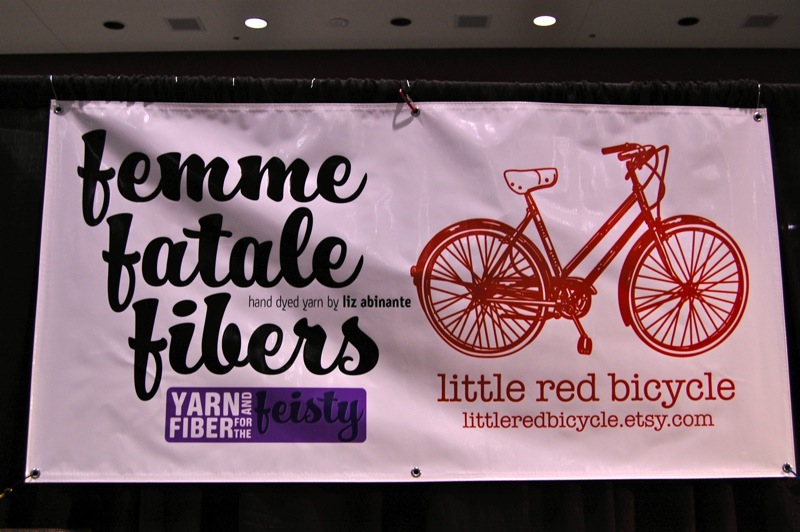 femme
fatale
hand dyed yarn by liz abinante
fibers
YARN AND
FIBER FOR THE
feisty
little red bicycle
littleredbicycle.etsy.com